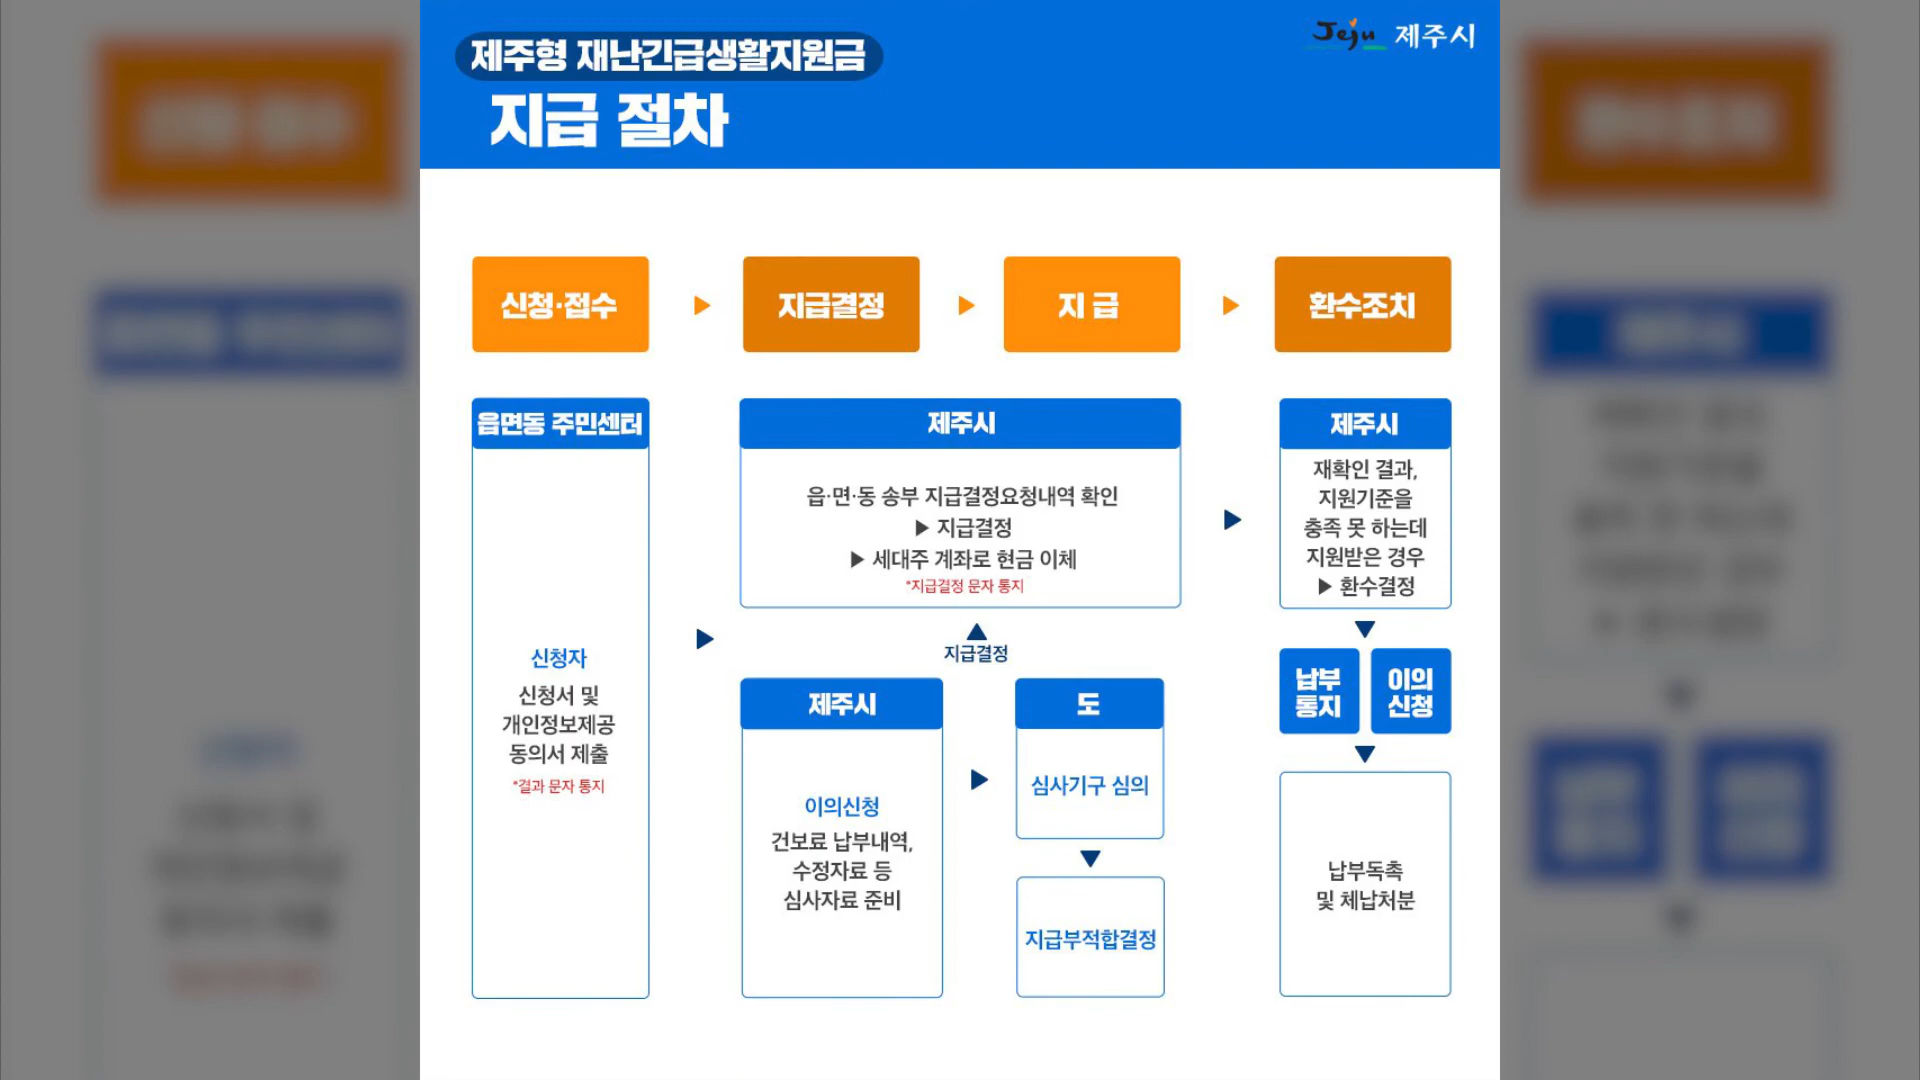 제주형 재난긴급생활지원금
Jeju 제주시
지급 절차
신청·접수
지급결정
지 급
환수조치
읍면동 주민센터
신청자
신청서 및
개인정보제공
동의서 제출
*결과 문자 통지
제주시
읍·면·동 송부 지급결정요청내역 확인
▶ 지급결정
▶ 세대주 계좌로 현금 이체
*지급결정 문자 통지
지급결정
제주시
이의신청
건보료 납부내역,
수정자료 등
심사자료 준비
도
심사기구 심의
지급부적합결정
제주시
재확인 결과,
지원기준을
충족 못 하는데
지원받은 경우
▶ 환수결정
납부
통지
이의
신청
납부독촉
및 체납처분